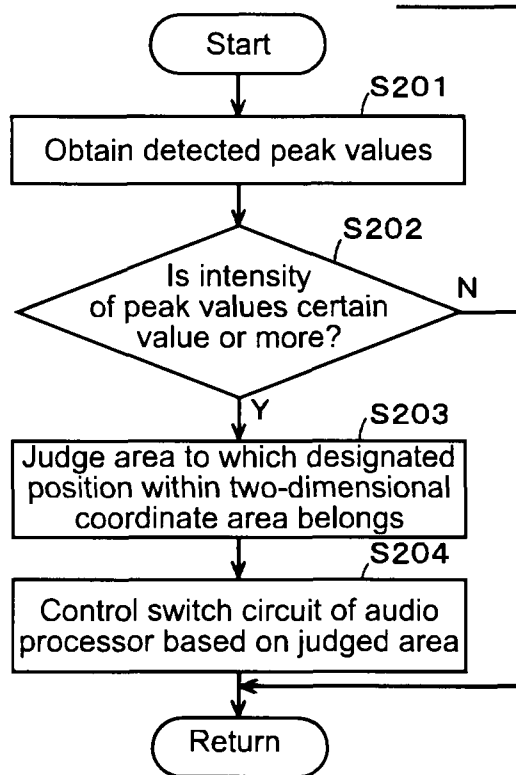 Start
S201
Obtain detected peak values
S202
Is intensity
of peak values certain
value or more?
N
Y
S203
Judge area to which designated
position within two-dimensional
coordinate area belongs
S204
Control switch circuit of audio
processor based on judged area
Return